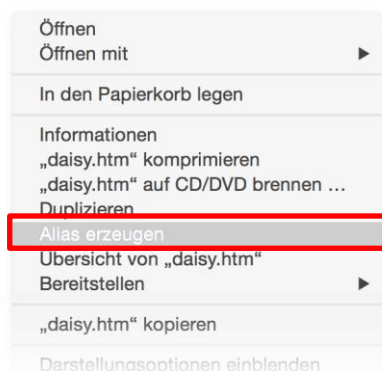 Öffnen
Öffnen mit
In den Papierkorb legen
Informationen
„daisy.htm“ komprimieren
„daisy.htm“ auf CD/DVD brennen …
Duplizieren
Alias erzeugen
Übersicht von „daisy.htm“
Bereitstellen
„daisy.htm“ kopieren
Darstellungsoptionen einblenden